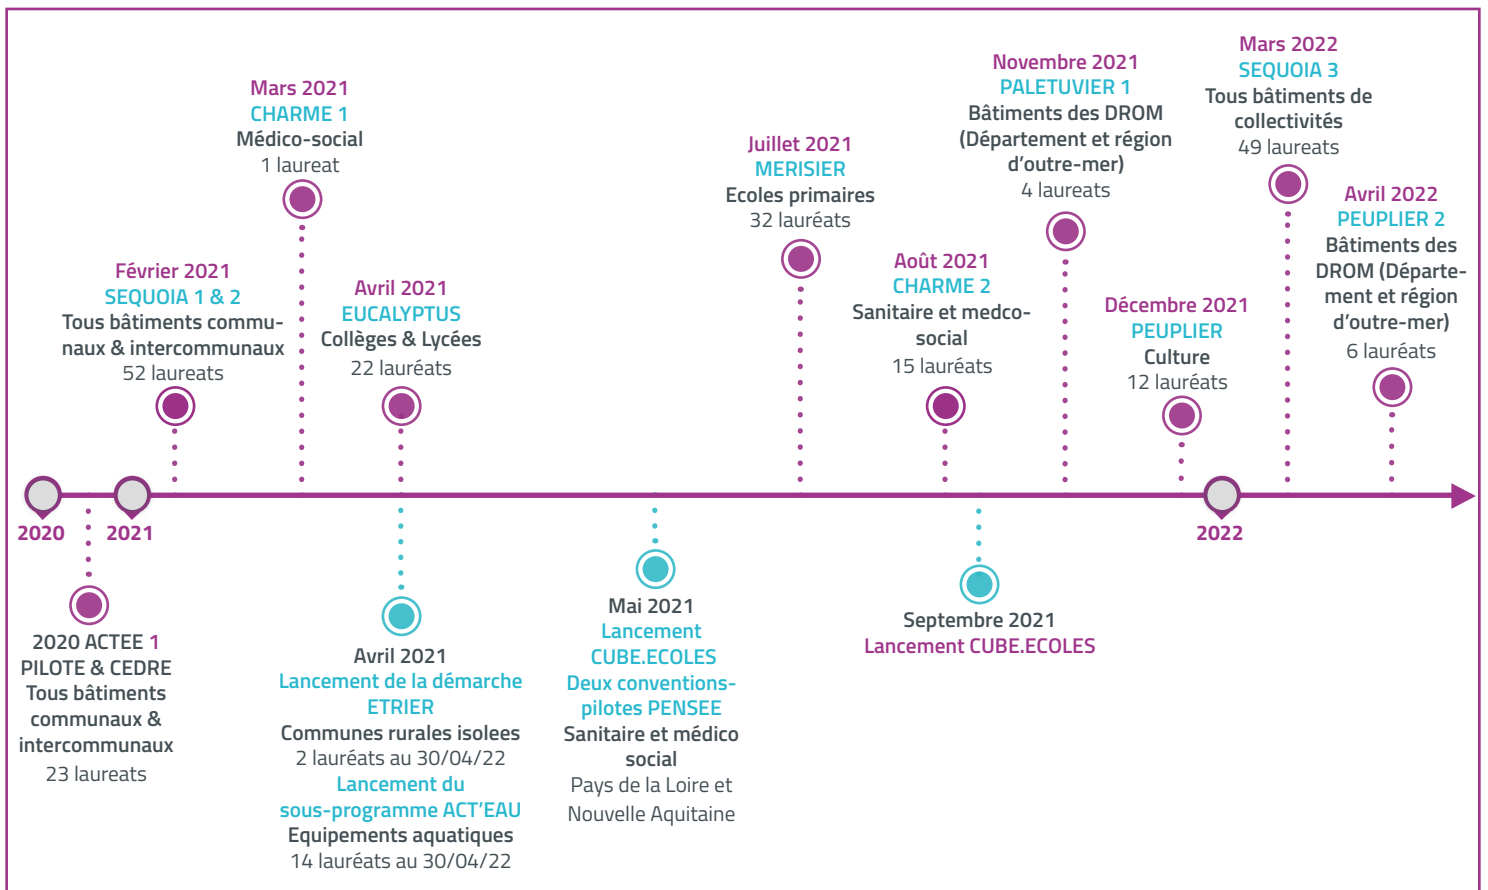 Mars 2021
CHARME 1
Médico-social
1 laureat
Février 2021
SEQUOIA 1 & 2
Tous bâtiments commu-
naux & intercommunaux
52 laureats
Avril 2021
EUCALYPTUS
Collèges & Lycées
22 lauréats
Juillet 2021
MERISIER
Ecoles primaires
32 lauréats
Août 2021
CHARME 2
Sanitaire et medco-
social
15 lauréats
Novembre 2021
PALETUVIER 1
Bâtiments des DROM
(Département et région
d'outre-mer)
4 laureats
Décembre 2021
PEUPLIER
Culture
12 lauréats
Mars 2022
SEQUOIA 3
Tous bâtiments de
collectivités
49 laureats
Avril 2022
PEUPLIER 2
Bâtiments des
DROM (Départe-
ment et région
d'outre-mer)
6 lauréats
2020
2021
2022
2020 ACTEE 1
PILOTE & CEDRE
Tous bâtiments
communaux &
intercommunaux
23 laureats
Avril 2021
Lancement de la démarche
ETRIER
Communes rurales isolees
2 lauréats au 30/04/22
Lancement du
sous-programme ACT'EAU
Equipements aquatiques
14 lauréats au 30/04/22
Mai 2021
Lancement
CUBE.ECOLES
Deux conventions-
pilotes PENSEE
Sanitaire et médico
social
Pays de la Loire et
Nouvelle Aquitaine
Septembre 2021
Lancement CUBE.ECOLES